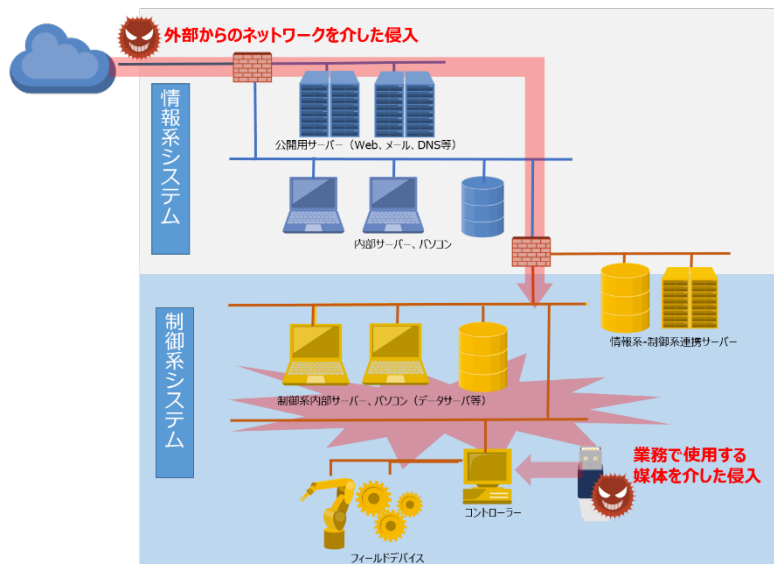 外部からのネットワークを介した侵入
情報系システム
公開用サーバー（Web、メール、DNS等）
内部サーバー、パソコン
情報系-制御系連携サーバー
制御系システム
制御系内部サーバー、パソコン（データサーバ等）
業務で使用する
媒体を介した侵入
コントローラー
フィールドデバイス